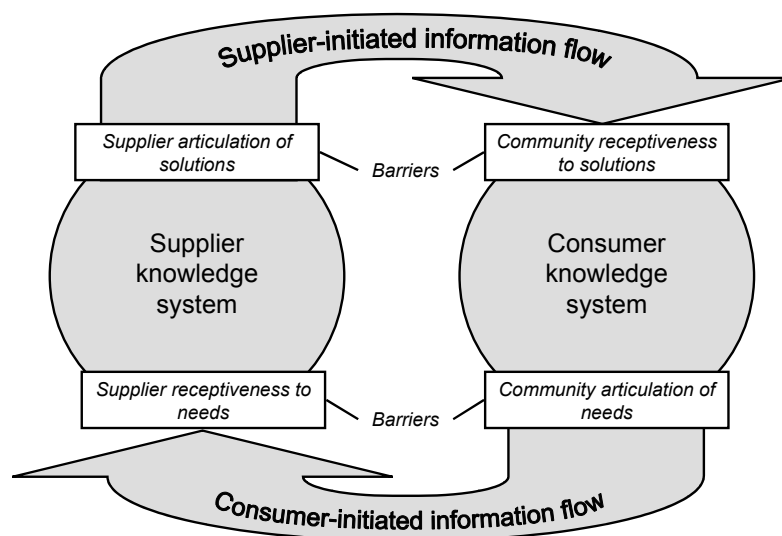 Supplier-initiated information flow
Supplier articulation of
solutions
Barriers
Community receptiveness
to solutions
Supplier
knowledge
system
Consumer
knowledge
system
Supplier receptiveness to
needs
Barriers
Community articulation of
needs
Consumer-initiated information flow